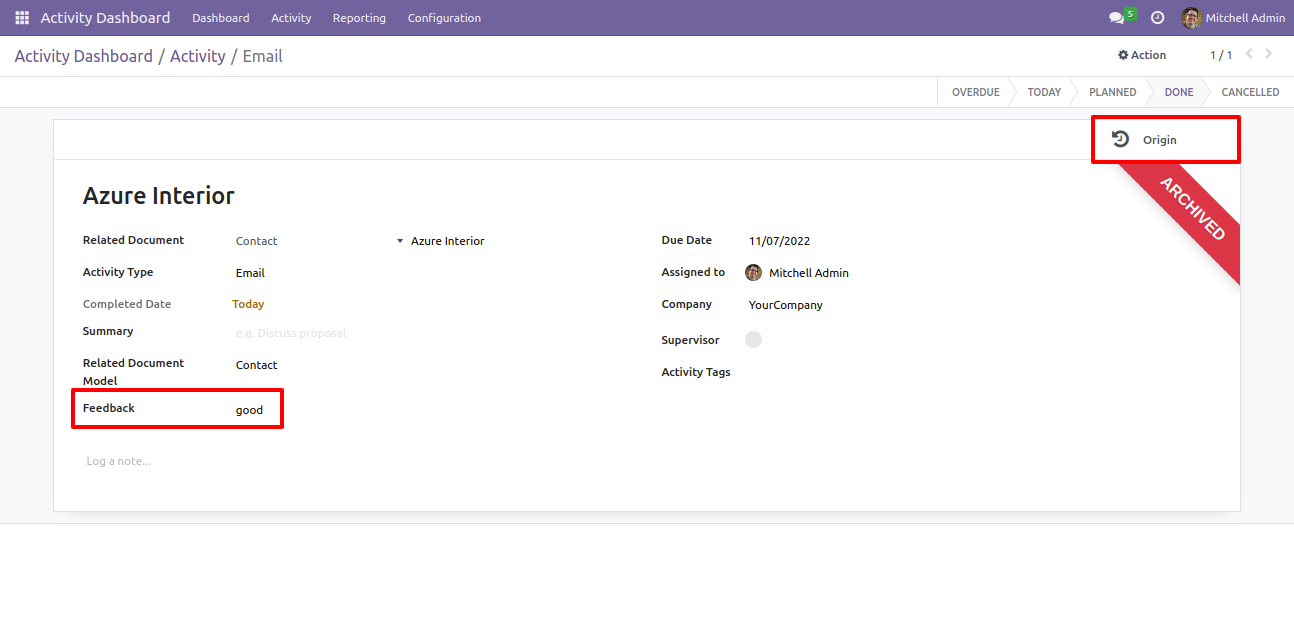 Activity Dashboard Dashboard Activity Reporting Configuration 5 Mitchell Admin
Activity Dashboard / Activity / Email Action 1 / 1
OVERDUE TODAY PLANNED DONE CANCELLED
Origin
ARCHIVED
Azure Interior
Related Document Contact Azure Interior Due Date 11/07/2022
Activity Type Email Assigned to Mitchell Admin
Completed Date Today Company YourCompany
Summary e.g. Discuss proposal Supervisor
Related Document
Model Contact Activity Tags
Feedback good
Log a note...